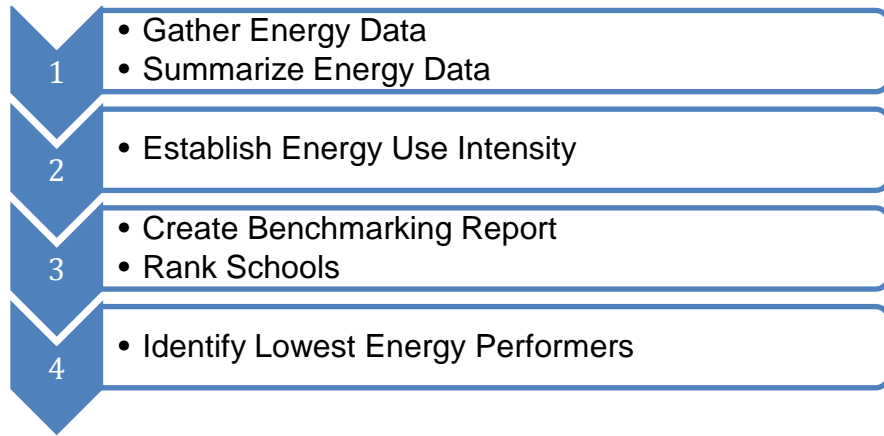 1
• Gather Energy Data
• Summarize Energy Data
2
• Establish Energy Use Intensity
3
• Create Benchmarking Report
• Rank Schools
4
• Identify Lowest Energy Performers